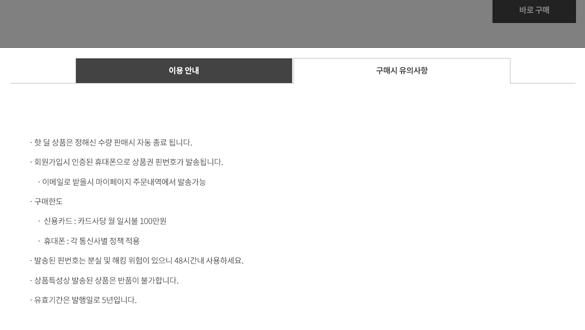 바로 구매
이용 안내
구매시 유의사항
- 핫 딜 상품은 정해신 수량 판매시 자동 종료 됩니다.
- 회원가입시 인증된 휴대폰으로 상품권 핀번호가 발송됩니다.
- 이메일로 받을시 마이페이지 주문내역에서 발송가능
- 구매한도
- 신용카드 : 카드사당 월 일시불 100만원
- 휴대폰 : 각 통신사별 정책 적용
- 발송된 핀번호는 분실 및 해킹 위험이 있으니 48시간내 사용하세요.
- 상품특성상 발송된 상품은 반품이 불가합니다.
- 유효기간은 발행일로 5년입니다.